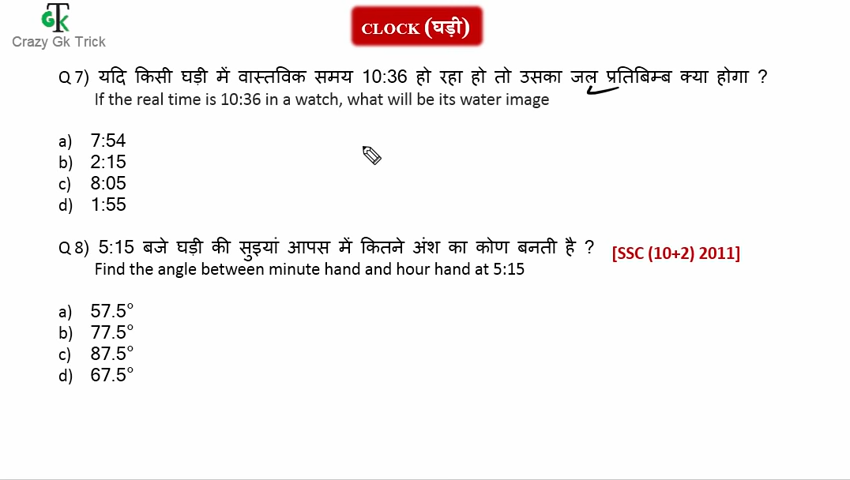 GTK
Crazy Gk Trick
CLOCK (घड़ी)
Q 7) यदि किसी घड़ी में वास्तविक समय 10:36 हो रहा हो तो उसका जल प्रतिबिम्ब क्या होगा ?
If the real time is 10:36 in a watch, what will be its water image
a) 7:54
b) 2:15
c) 8:05
d) 1:55
Q 8) 5:15 बजे घड़ी की सुइयां आपस में कितने अंश का कोण बनती है ? [SSC (10+2) 2011]
Find the angle between minute hand and hour hand at 5:15
a) 57.5°
b) 77.5°
c) 87.5°
d) 67.5°